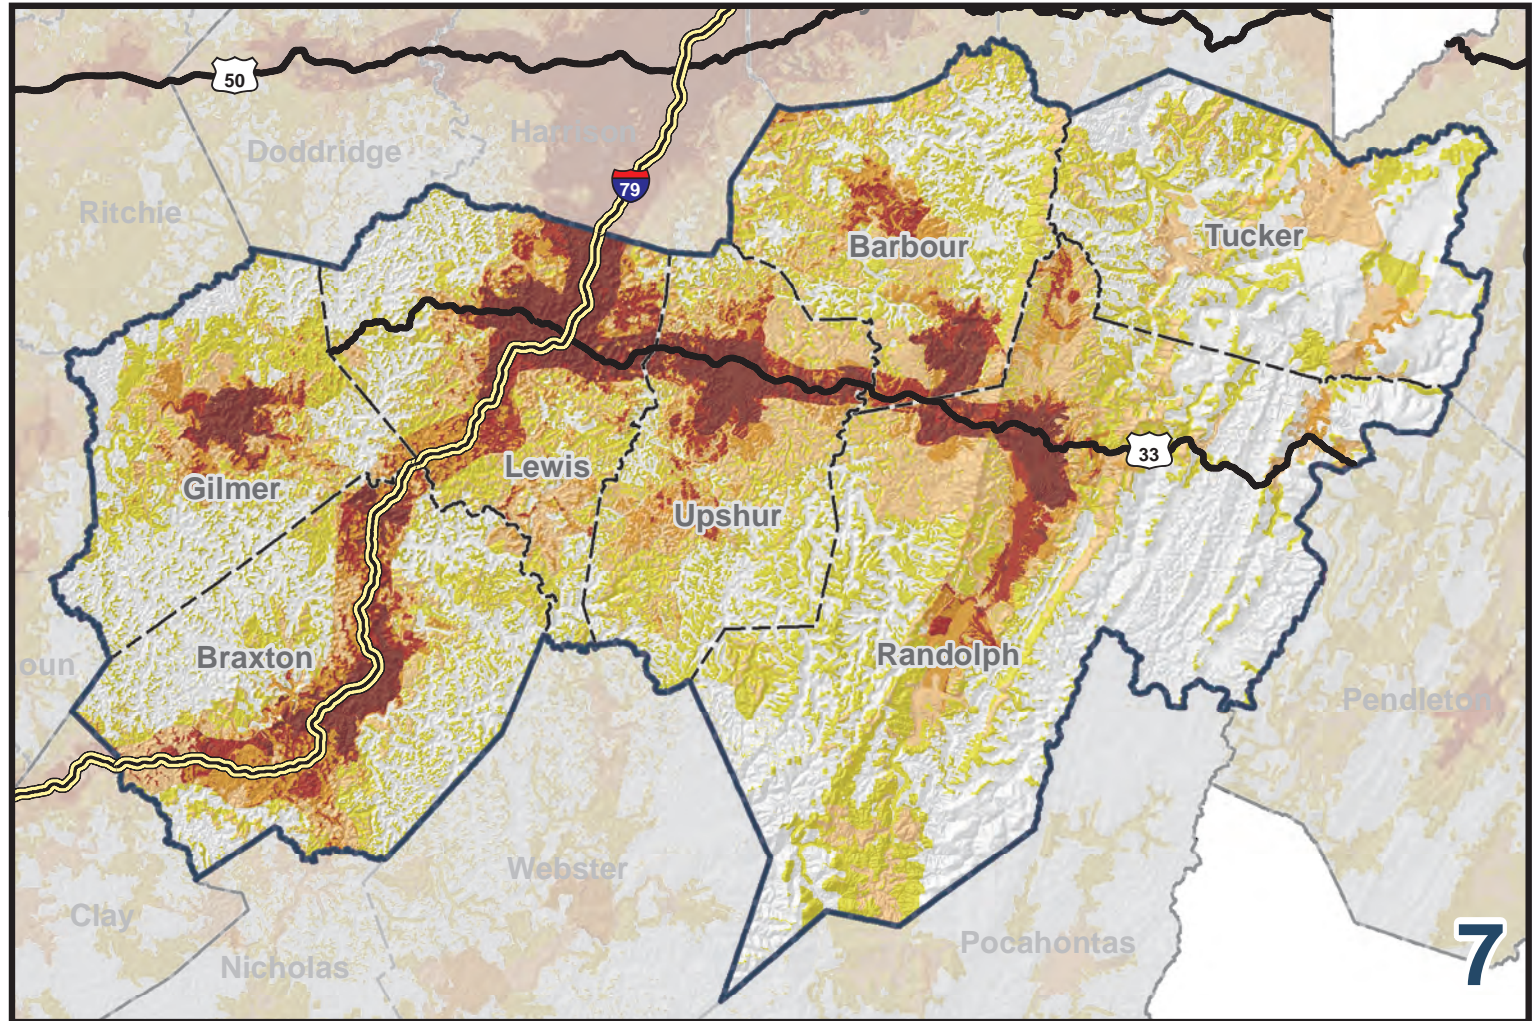 50
Harrison
Doddridge
79
Ritchie
Tucker
Barbour
33
Lewis
Gilmer
Upshur
Braxton
Randolph
oun
Pendleton
Webster
Clay
Pocahontas
7
Nicholas